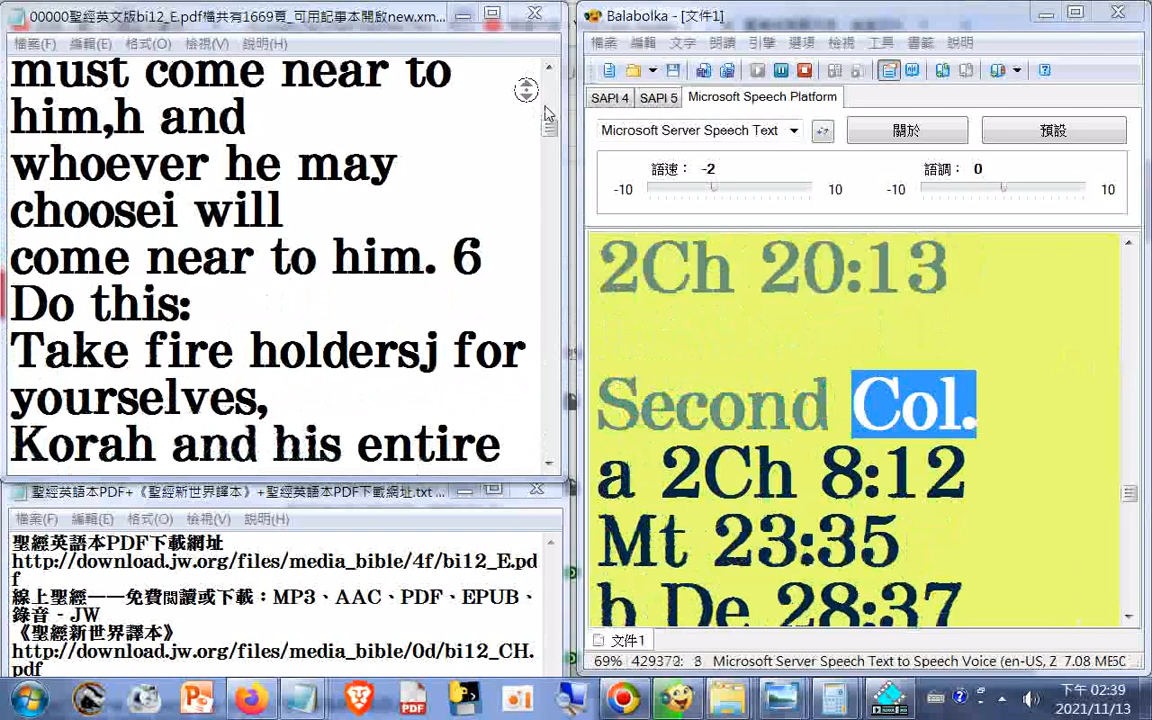 00000聖經英文版bi12_E.pdf檔共有1669頁_可用記事本開啟new.xm...
檔案(F) 編輯(E) 格式(O) 檢視(V) 說明(H)
must come near to
him,h and
whoever he may
choosei will
come near to him. 6
Do this:
Take fire holdersj for
yourselves,
Korah and his entire
聖經英語本PDF+《聖經新世界譯本》+聖經英語本PDF下載網址.txt ...
檔案(F) 編輯(E) 格式(O) 檢視(V) 說明(H)
聖經英語本PDF下載網址
http://download.jw.org/files/media_bible/4f/bi12_E.pd
f
線上聖經——免費閱讀或下載：MP3、AAC、PDF、EPUB、
錄音 - JW
《聖經新世界譯本》
http://download.jw.org/files/media_bible/0d/bi12_CH.
pdf
Balabolka - [文件1]
檔案 編輯 文字 朗讀 引擎 選項 檢視 工具 書籤 說明
SAPI 4 SAPI 5 Microsoft Speech Platform
Microsoft Server Speech Text 關於 預設
語速： -2 語調： 0
-10 10 -10 10
2Ch 20:13
Second Col.
a 2Ch 8:12
Mt 23:35
b De 28:37
文件1
69% 429372: 8 Microsoft Server Speech Text to Speech Voice (en-US, Z 7.08 ME
下午 02:39
2021/11/13